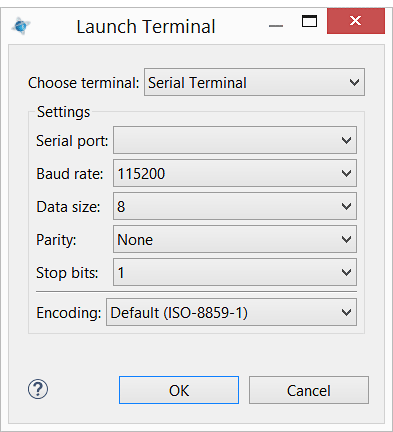 Launch Terminal
Choose terminal: Serial Terminal
Settings
Serial port:
Baud rate: 115200
Data size: 8
Parity: None
Stop bits: 1
Encoding: Default (ISO-8859-1)
? OK Cancel